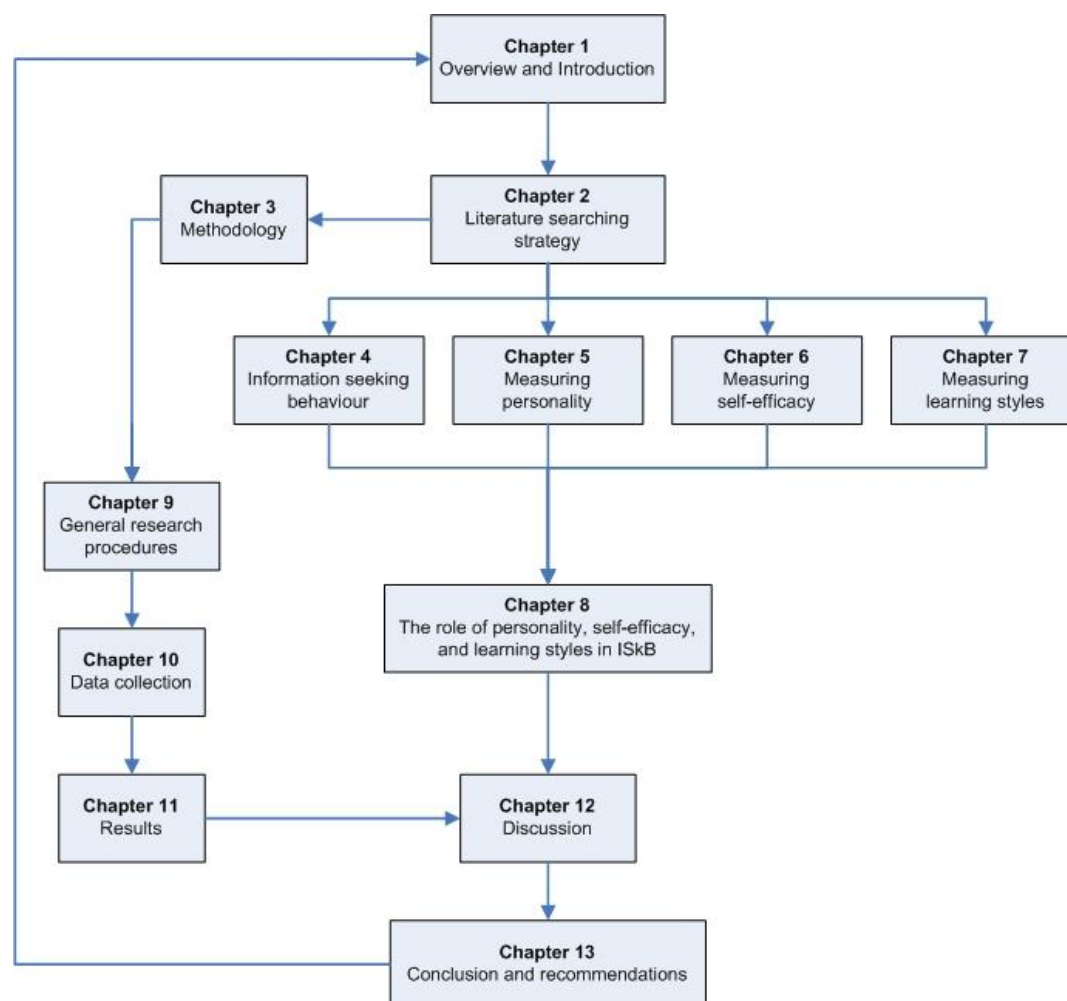 Chapter 1
Overview and Introduction
Chapter 2
Literature searching
strategy
Chapter 3
Methodology
Chapter 4
Information seeking
behaviour
Chapter 5
Measuring
personality
Chapter 6
Measuring
self-efficacy
Chapter 7
Measuring
learning styles
Chapter 8
The role of personality, self-efficacy,
and learning styles in ISkB
Chapter 9
General research
procedures
Chapter 10
Data collection
Chapter 11
Results
Chapter 12
Discussion
Chapter 13
Conclusion and recommendations